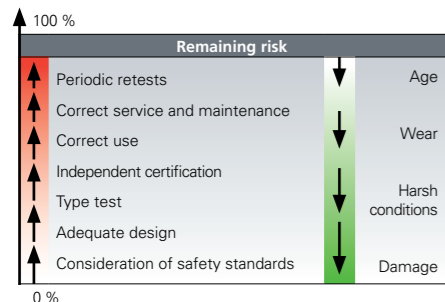 100 %
Remaining risk
Periodic retests
Age
Correct service and maintenance
Correct use
Wear
Independent certification
Type test
Harsh
conditions
Adequate design
Consideration of safety standards
Damage
0 %